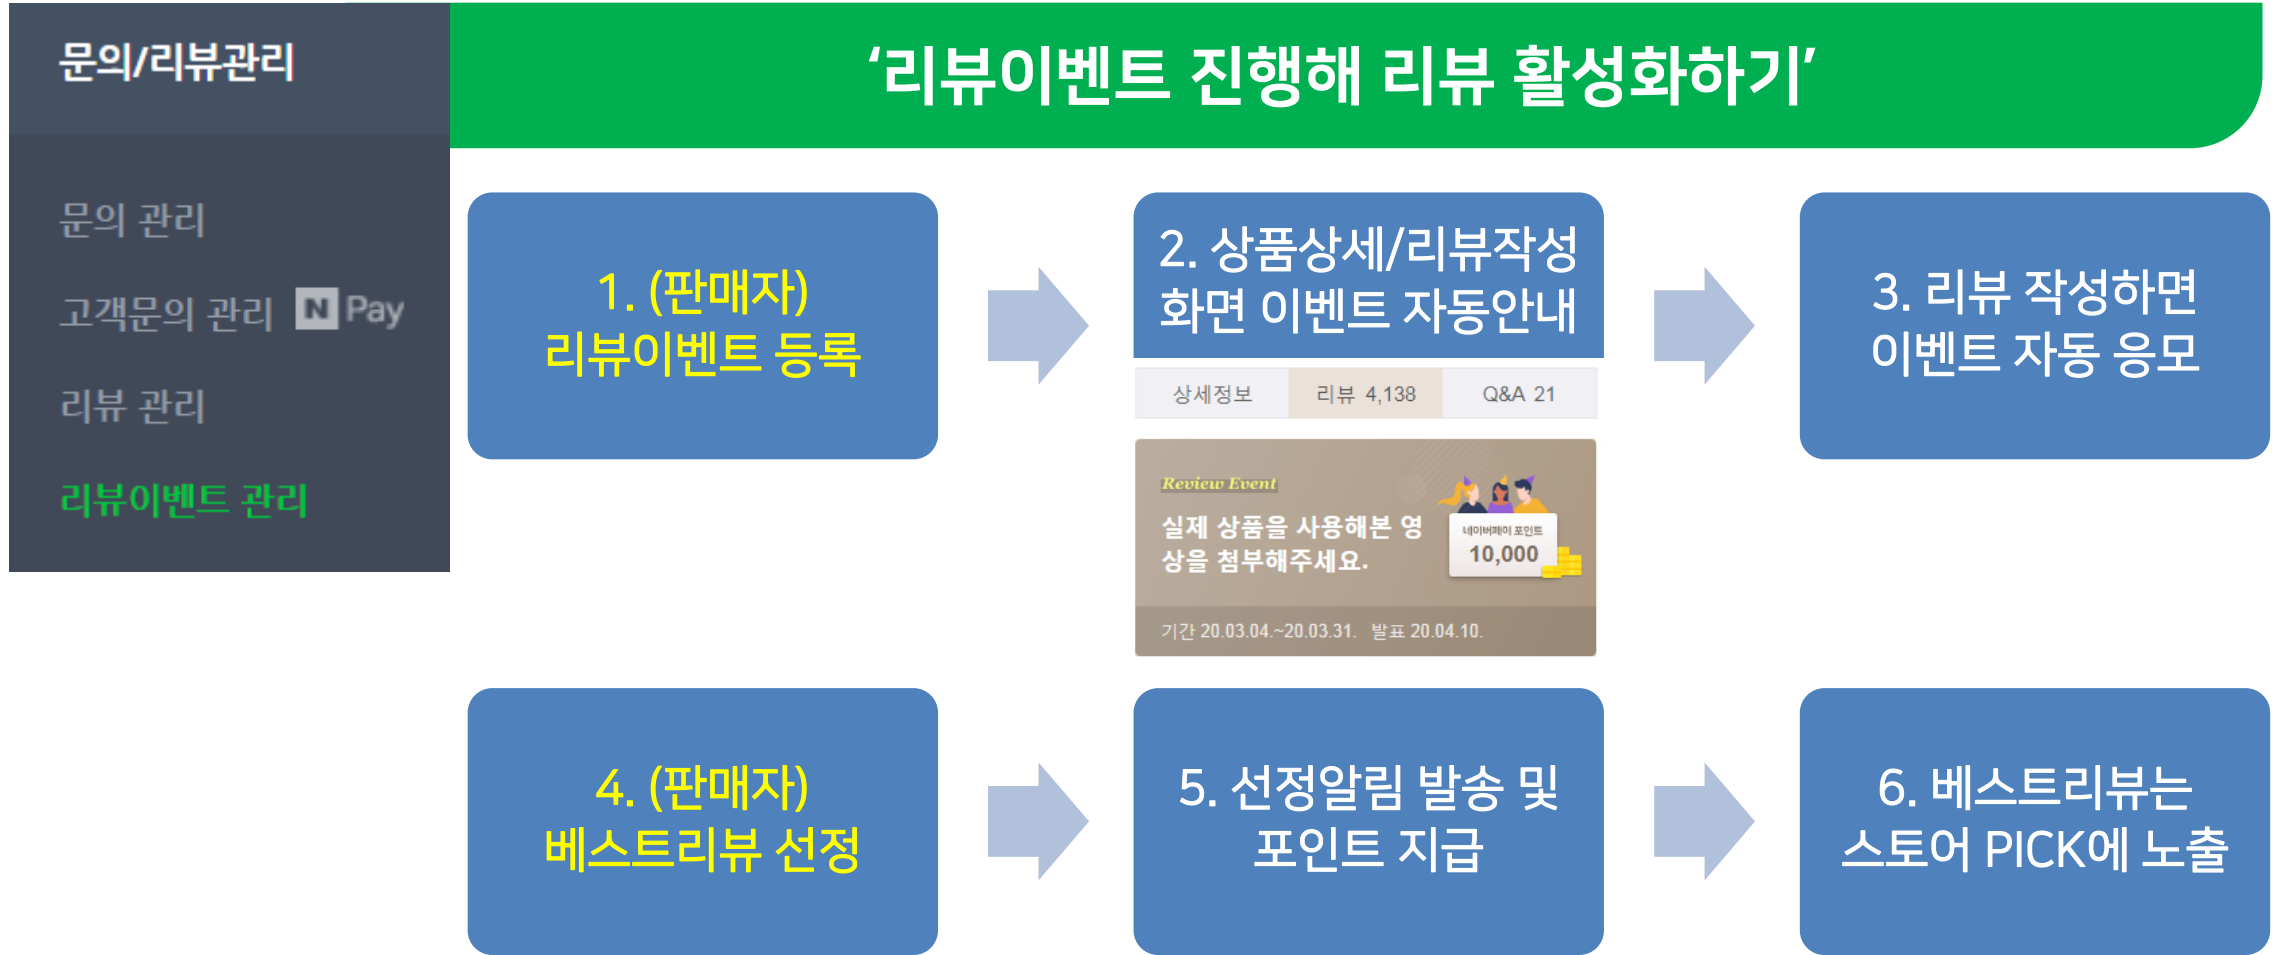 문의/리뷰관리
문의 관리
고객문의 관리 N Pay
리뷰 관리
리뷰이벤트 관리
‘리뷰이벤트 진행해 리뷰 활성화하기’
1. (판매자)
리뷰이벤트 등록
2. 상품상세/리뷰작성
화면 이벤트 자동안내
상세정보 리뷰 4,138 Q&A 21
Review Event
실제 상품을 사용해본 영
상을 첨부해주세요.
네이버페이 포인트
10,000
기간 20.03.04.~20.03.31. 발표 20.04.10.
3. 리뷰 작성하면
이벤트 자동 응모
4. (판매자)
베스트리뷰 선정
5. 선정알림 발송 및
포인트 지급
6. 베스트리뷰는
스토어 PICK에 노출